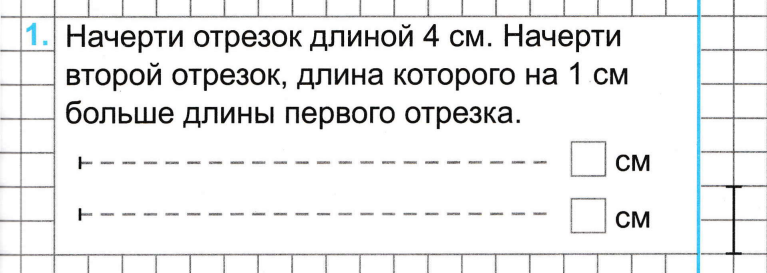 1. Начерти отрезок длиной 4 см. Начерти
второй отрезок, длина которого на 1 см
больше длины первого отрезка.
см
см